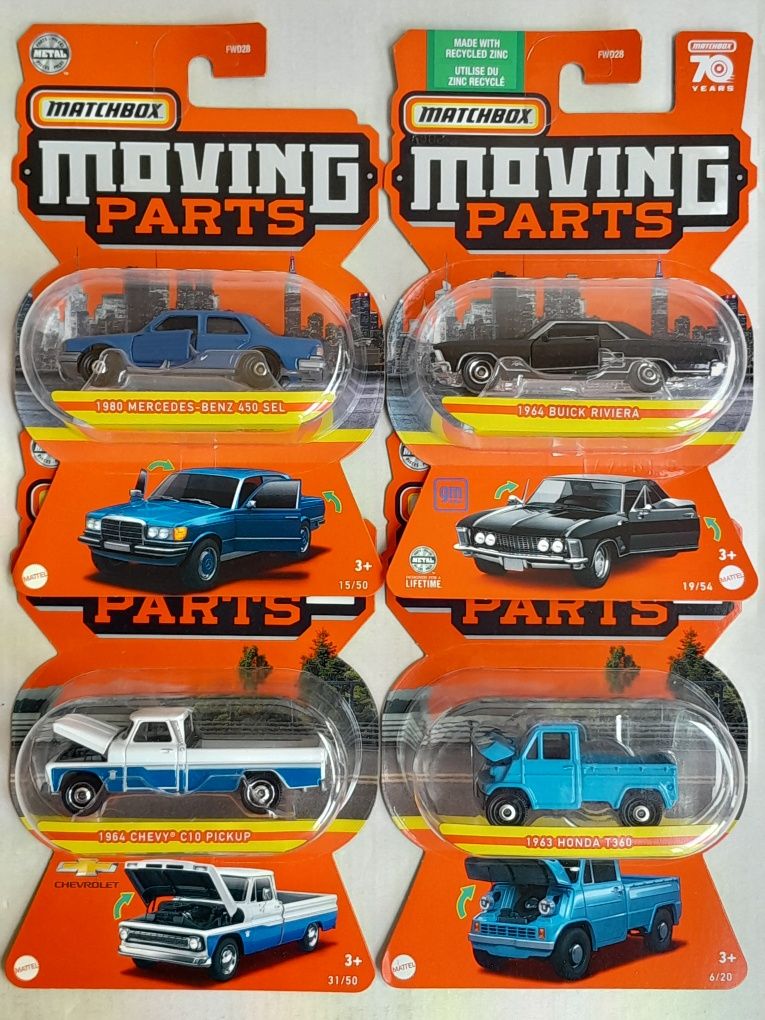 METAL
FWD28
MATCHBOX
MOVING
PARTS
1980 MERCEDES-BENZ 450 SEL
MATTEL
3+
15/50
MADE WITH
RECYCLED ZINC
UTILISE DU
ZINC RECYCLÉ
FWD28
MATCHBOX
70
YEARS
MATCHBOX
MOVING
PARTS
1964 BUICK RIVIERA
gm
METAL
LIFETIME
3+
19/54
MATTEL
PARTS
1964 CHEVY® C10 PICKUP
CHEVROLET
MATTEL
3+
31/50
PARTS
1963 HONDA T360
MATTEL
3+
6/20